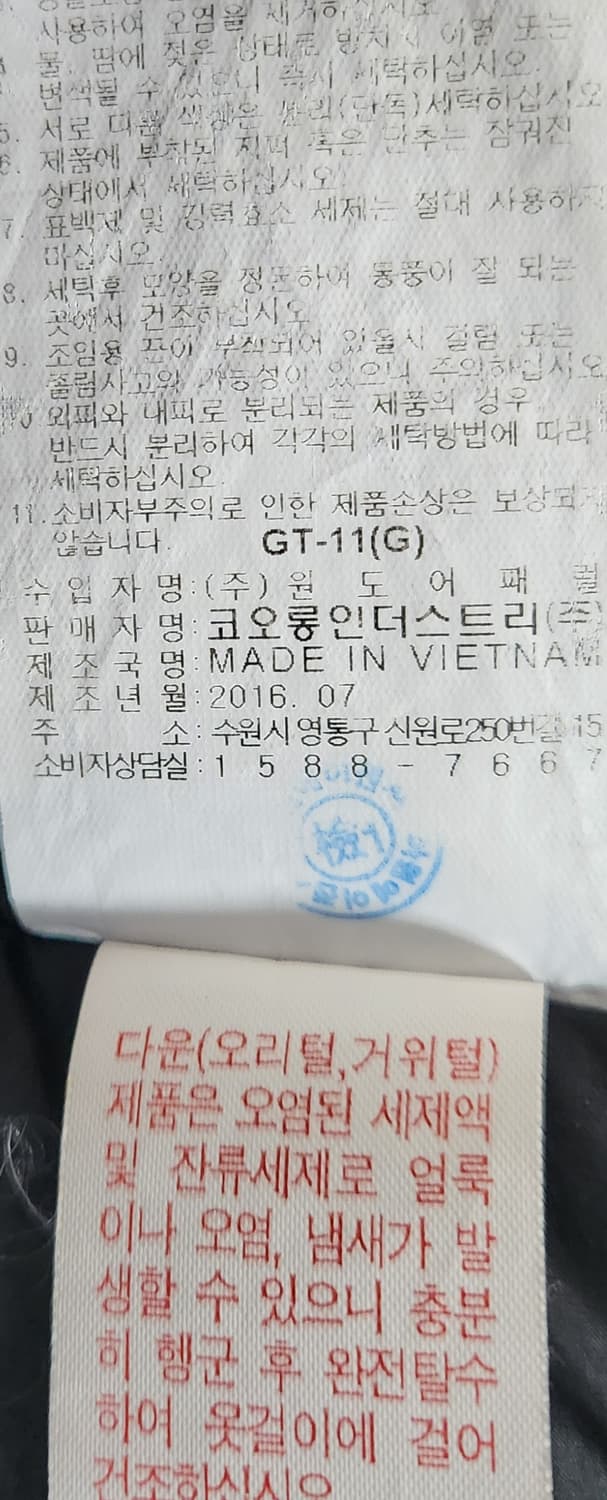 사용하여 오염을 제거하십시오
물, 땀에 젖은 상태로 방치시 이염 또는
변색될 수 있으니 즉시 세탁하십시오.
5. 서로 다른 색상은 분리(단독)세탁하십시오
6. 제품에 부착된 지퍼 혹은 단추는 잠궈진
상태에서 세탁하십시오.
7. 표백제 및 강력효소 세제는 절대 사용하지
마십시오.
8. 세탁후 모양을 정돈하여 통풍이 잘 되는
곳에서 건조하십시오
9. 조임용 끈이 부착되어 있을시 걸림 또는
졸림사고의 가능성이 있으니 주의하십시오
10 외피와 내피로 분리되는 제품의 경우
반드시 분리하여 각각의 세탁방법에 따라
세탁하십시오.
11. 소비자부주의로 인한 제품손상은 보상되지
않습니다. GT-11(G)
수입자명:(주)원도어패럴
판매자명:코오롱인더스트리(주)
제조국명:MADE IN VIETNAM
제조년월:2016. 07
주 소:수원시 영통구 신원로250번길 15
소비자상담실:1588-7667
다운(오리털,거위털)
제품은 오염된 세제액
및 잔류세제로 얼룩
이나 오염, 냄새가 발
생할 수 있으니 충분
히 헹군 후 완전탈수
하여 옷걸이에 걸어
건조하십시오